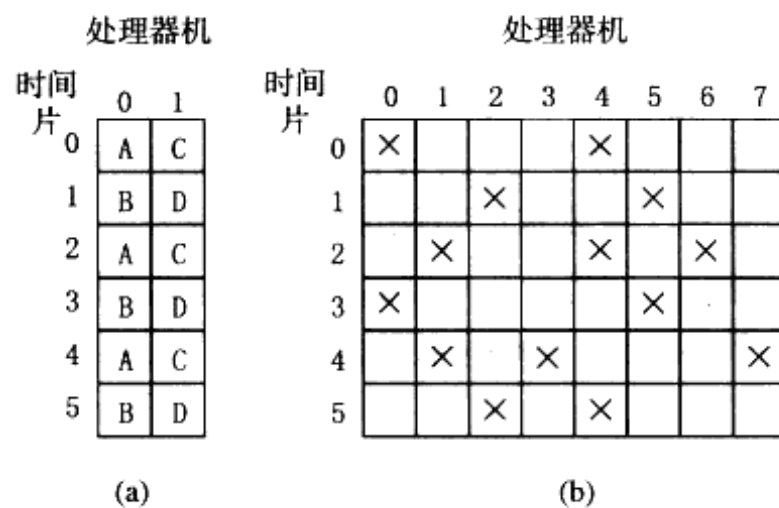 处理器机 处理器机
时间片 时间片
0 1 0 1 2 3 4 5 6 7
0 A C 0 × ×
1 B D 1 × ×
2 A C 2 × × ×
3 B D 3 × ×
4 A C 4 × × ×
5 B D 5 × ×
(a) (b)